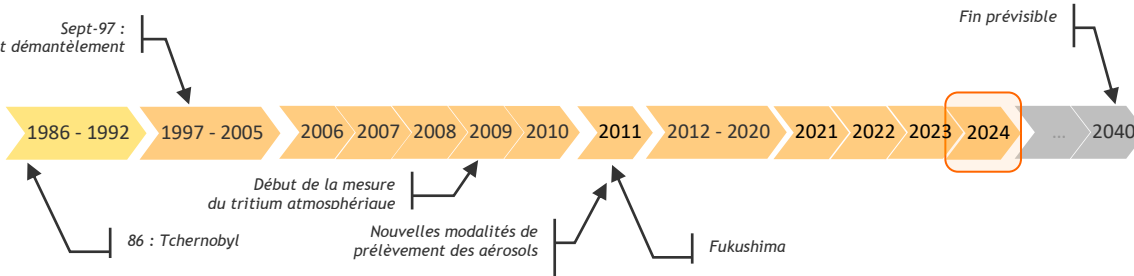 Sept-97 :
t démantèlement
Fin prévisible
1986 - 1992
1997 - 2005
2006
2007
2008
2009
2010
2011
2012 - 2020
2021
2022
2023
2024
...
2040
Début de la mesure
du tritium atmosphérique
86 : Tchernobyl
Nouvelles modalités de
prélèvement des aérosols
Fukushima